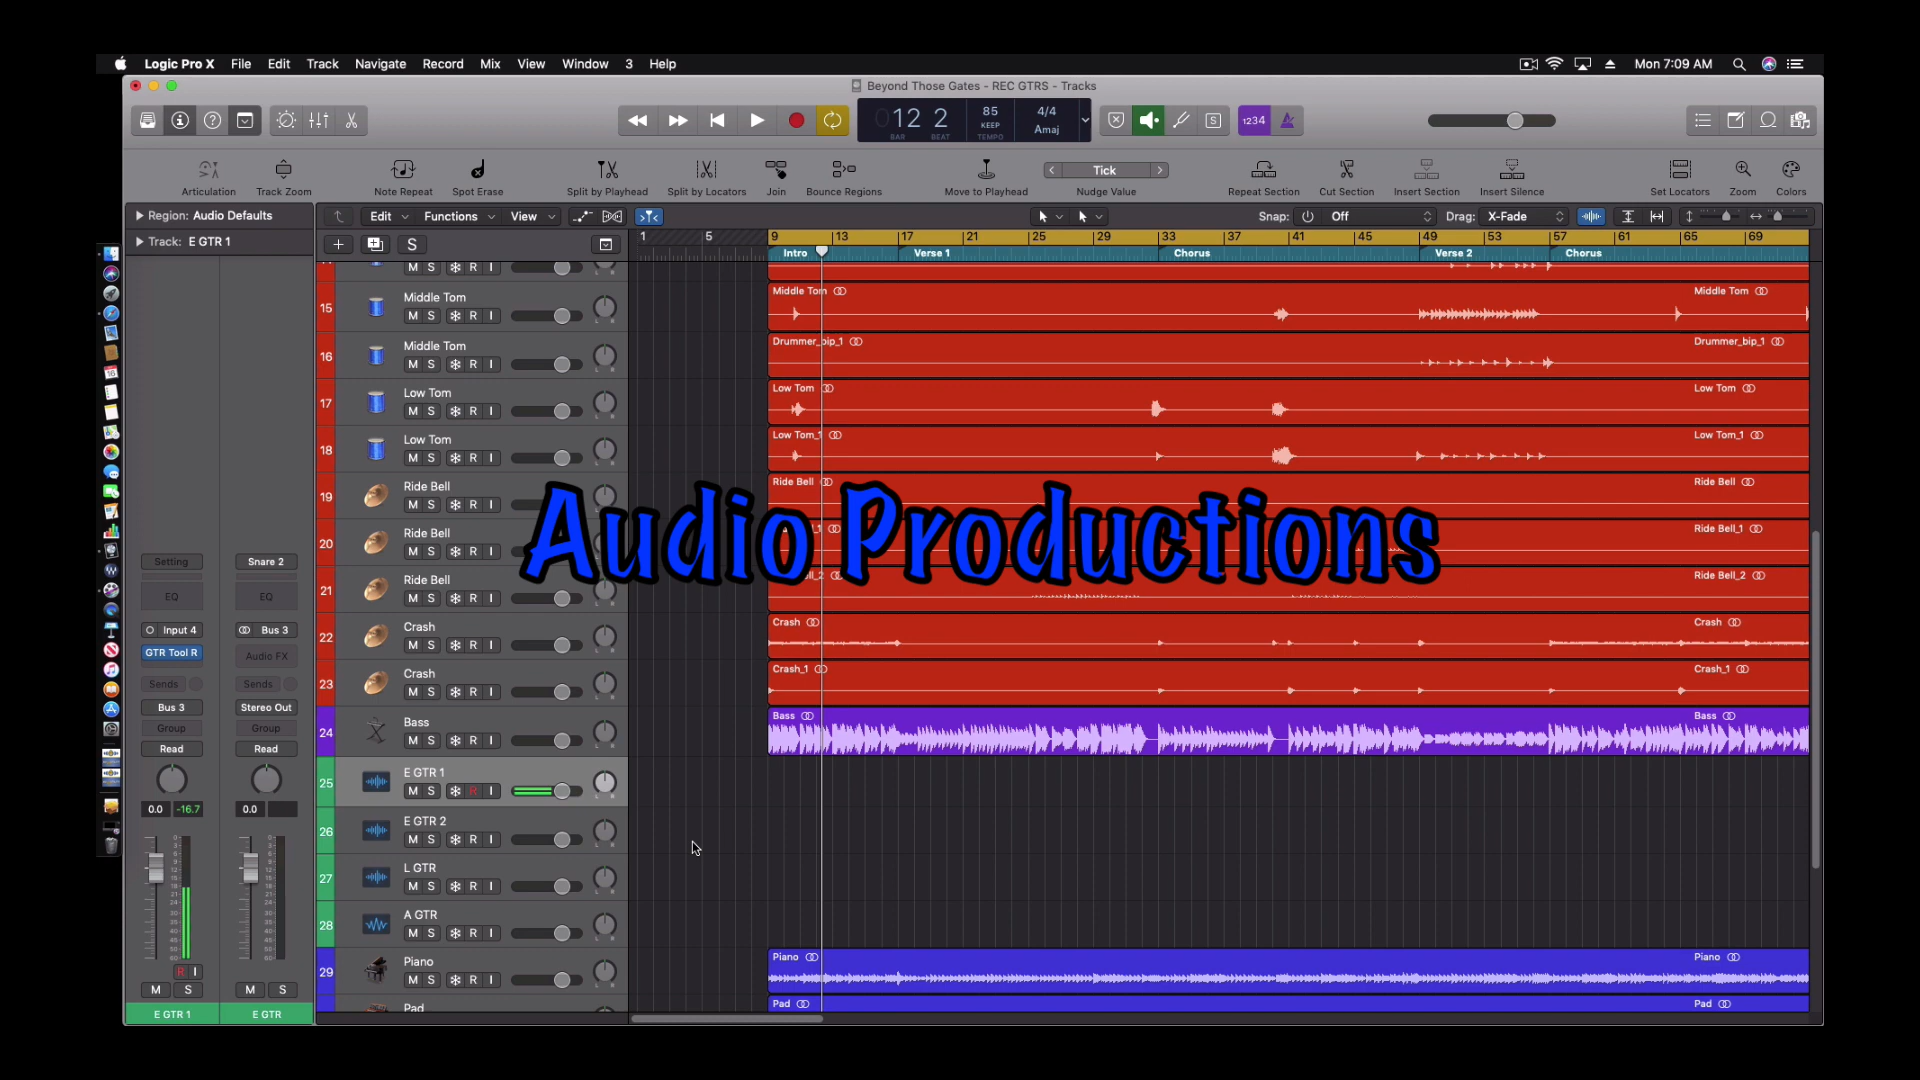 Logic Pro X File Edit Track Navigate Record Mix View Window 3 Help Mon 7:09 AM
Beyond Those Gates - REC GTRS - Tracks
12 2 85 4/4
KEEP Amaj
BAR BEAT TEMPO
1234
Tick
Articulation Track Zoom Note Repeat Spot Erase Split by Playhead Split by Locators Join Bounce Regions Move to Playhead Nudge Value Repeat Section Cut Section Insert Section Insert Silence Set Locators Zoom Colors
Region: Audio Defaults
Edit Functions View Snap: Off Drag: X-Fade
Track: E GTR 1
S
1 5 9 13 17 21 25 29 33 37 41 45 49 53 57 61 65 69
Intro Verse 1 Chorus Verse 2 Chorus
M S R I
15 Middle Tom M S R I Middle Tom Middle Tom
16 Middle Tom M S R I Drummer_bip_1 Drummer_bip_1
17 Low Tom M S R I Low Tom Low Tom
18 Low Tom M S R I Low Tom_1 Low Tom_1
19 Ride Bell M S R I Ride Bell Ride Bell
Audio Productions
20 Ride Bell M S R I Ride Bell_1
21 Ride Bell M S R I Ride Bell_2
22 Crash M S R I Crash Crash
23 Crash M S R I Crash_1 Crash_1
24 Bass M S R I Bass Bass
25 E GTR 1 M S R I
26 E GTR 2 M S R I
27 L GTR M S R I
28 A GTR M S R I
29 Piano M S R I Piano Piano
Pad Pad Pad
Setting Snare 2
EQ EQ
Input 4 Bus 3
GTR Tool R Audio FX
Sends Sends
Bus 3 Stereo Out
Group Group
Read Read
0.0 -16.7 0.0
R I
M S M S
E GTR 1 E GTR